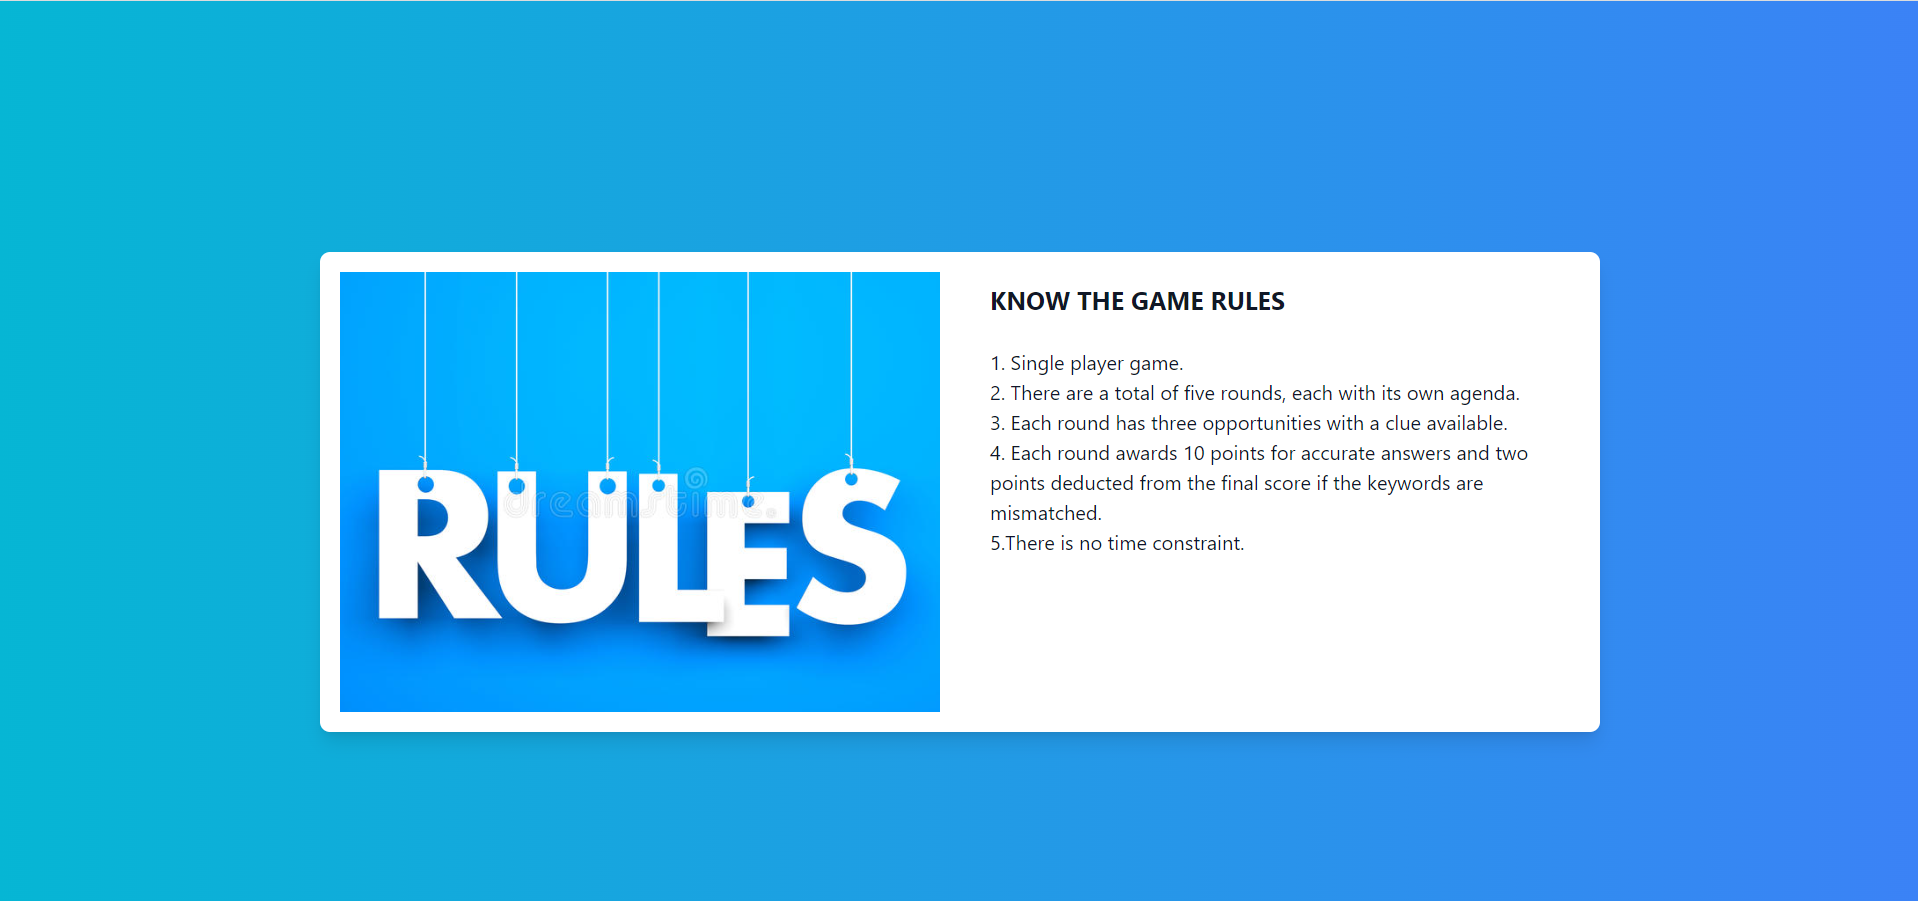 RULES
dreamstime.
KNOW THE GAME RULES
1. Single player game.
2. There are a total of five rounds, each with its own agenda.
3. Each round has three opportunities with a clue available.
4. Each round awards 10 points for accurate answers and two
points deducted from the final score if the keywords are
mismatched.
5.There is no time constraint.